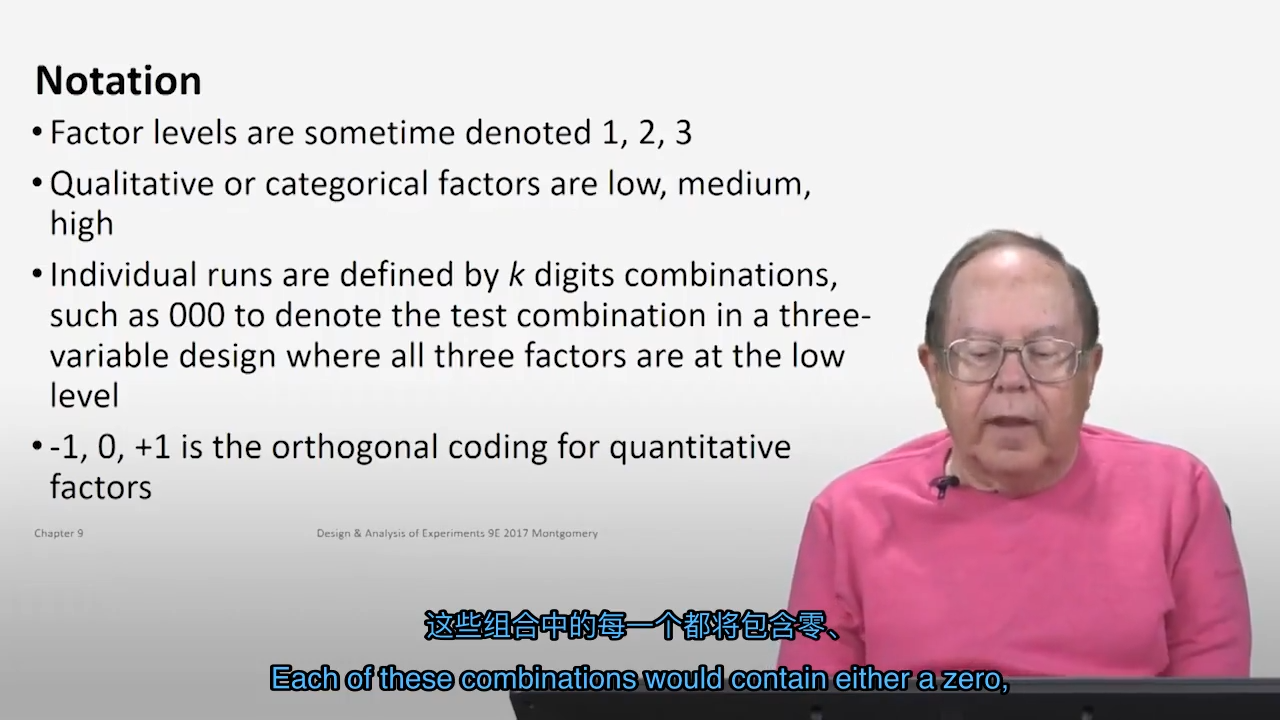 Notation
• Factor levels are sometime denoted 1, 2, 3
• Qualitative or categorical factors are low, medium,
high
• Individual runs are defined by k digits combinations,
such as 000 to denote the test combination in a three-
variable design where all three factors are at the low
level
• -1, 0, +1 is the orthogonal coding for quantitative
factors
Chapter 9
Design & Analysis of Experiments 9E 2017 Montgomery
这些组合中的每一个都将包含零、
Each of these combinations would contain either a zero,